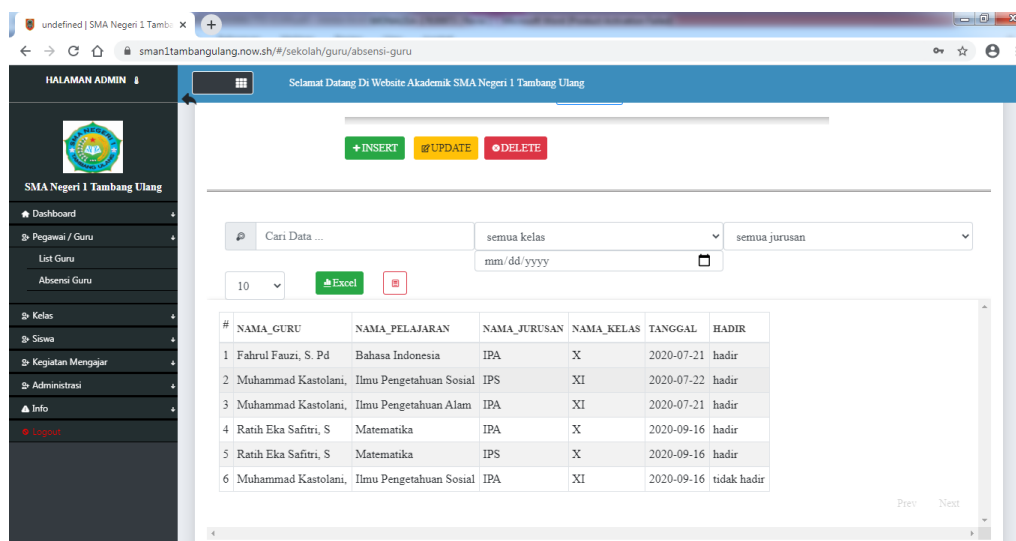 undefined | SMA Negeri 1 Tamba
sman1tambangulang.now.sh/#/sekolah/guru/absensi-guru
HALAMAN ADMIN
Selamat Datang Di Website Akademik SMA Negeri 1 Tambang Ulang
SMA Negeri 1 Tambang Ulang
Dashboard
Pegawai / Guru
List Guru
Absensi Guru
Kelas
Siswa
Kegiatan Mengajar
Administrasi
Info
Logout
+INSERT UPDATE DELETE
Cari Data ... semua kelas semua jurusan
mm/dd/yyyy
10 Excel
# NAMA_GURU NAMA_PELAJARAN NAMA_JURUSAN NAMA_KELAS TANGGAL HADIR
1 Fahrul Fauzi, S. Pd Bahasa Indonesia IPA X 2020-07-21 hadir
2 Muhammad Kastolani, Ilmu Pengetahuan Sosial IPS XI 2020-07-22 hadir
3 Muhammad Kastolani, Ilmu Pengetahuan Alam IPA XI 2020-07-21 hadir
4 Ratih Eka Safitri, S Matematika IPA X 2020-09-16 hadir
5 Ratih Eka Safitri, S Matematika IPS X 2020-09-16 hadir
6 Muhammad Kastolani, Ilmu Pengetahuan Sosial IPA XI 2020-09-16 tidak hadir
Prev Next